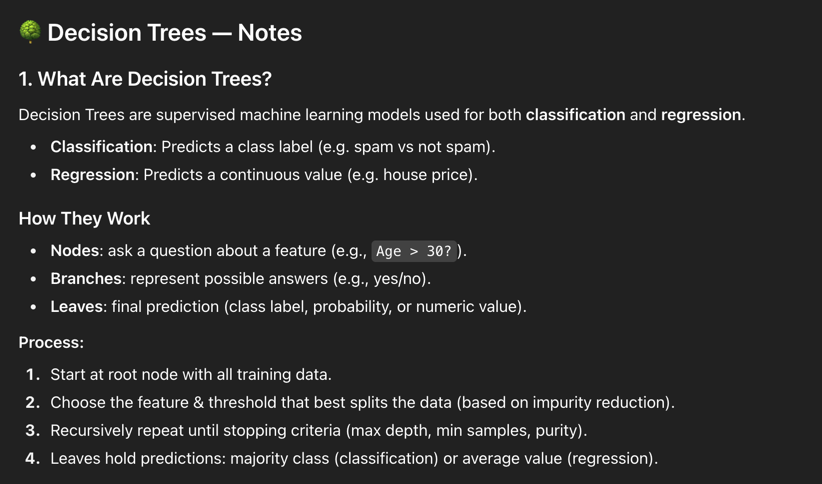 🌳 Decision Trees — Notes
1. What Are Decision Trees?
Decision Trees are supervised machine learning models used for both classification and regression.
• Classification: Predicts a class label (e.g. spam vs not spam).
• Regression: Predicts a continuous value (e.g. house price).
How They Work
• Nodes: ask a question about a feature (e.g., Age > 30?).
• Branches: represent possible answers (e.g., yes/no).
• Leaves: final prediction (class label, probability, or numeric value).
Process:
1. Start at root node with all training data.
2. Choose the feature & threshold that best splits the data (based on impurity reduction).
3. Recursively repeat until stopping criteria (max depth, min samples, purity).
4. Leaves hold predictions: majority class (classification) or average value (regression).